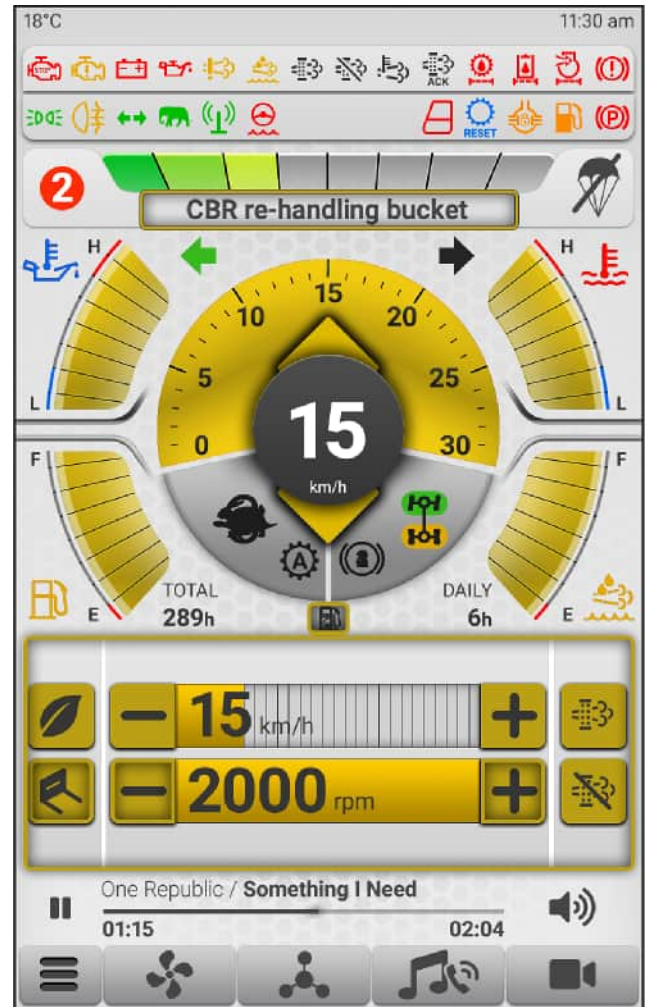 18°C 11:30 am
STOP
ACK
RESET
2
CBR re-handling bucket
H H
15
10 20
5 25
L L
0 30
15
km/h
F F
A
TOTAL DAILY
E 289h 6h E
15 km/h
2000 rpm
One Republic / Something I Need
01:15 02:04